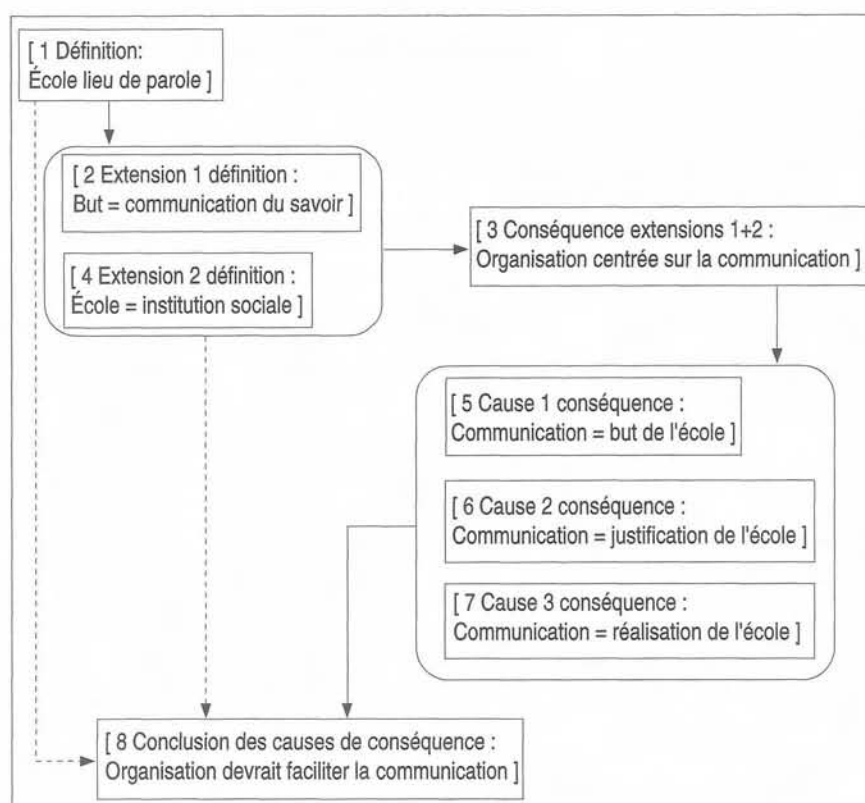 [ 1 Définition:
École lieu de parole ]
[ 2 Extension 1 définition :
But = communication du savoir ]
[ 3 Conséquence extensions 1+2 :
Organisation centrée sur la communication ]
[ 4 Extension 2 définition :
École = institution sociale ]
[ 5 Cause 1 conséquence :
Communication = but de l'école ]
[ 6 Cause 2 conséquence :
Communication = justification de l'école ]
[ 7 Cause 3 conséquence :
Communication = réalisation de l'école ]
[ 8 Conclusion des causes de conséquence :
Organisation devrait faciliter la communication ]